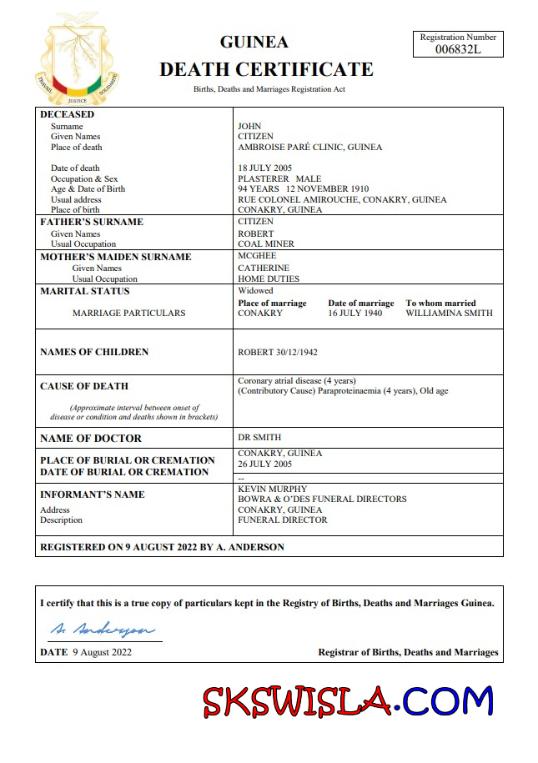 GUINEA
DEATH CERTIFICATE
Births, Deaths and Marriages Registration Act
Registration Number
006832L
TRAVAIL
JUSTICE
SOLIDARITE
DECEASED
Surname JOHN
Given Names CITIZEN
Place of death AMBROISE PARÉ CLINIC, GUINEA
Date of death 18 JULY 2005
Occupation & Sex PLASTERER MALE
Age & Date of Birth 94 YEARS 12 NOVEMBER 1910
Usual address RUE COLONEL AMIROUCHE, CONAKRY, GUINEA
Place of birth CONAKRY, GUINEA
FATHER'S SURNAME CITIZEN
Given Names ROBERT
Usual Occupation COAL MINER
MOTHER'S MAIDEN SURNAME MCGHEE
Given Names CATHERINE
Usual Occupation HOME DUTIES
MARITAL STATUS Widowed
Place of marriage Date of marriage To whom married
MARRIAGE PARTICULARS CONAKRY 16 JULY 1940 WILLIAMINA SMITH
NAMES OF CHILDREN ROBERT 30/12/1942
CAUSE OF DEATH
Coronary atrial disease (4 years)
(Contributory Cause) Paraproteinaemia (4 years), Old age
(Approximate interval between onset of
disease or condition and deaths shown in brackets)
NAME OF DOCTOR DR SMITH
PLACE OF BURIAL OR CREMATION CONAKRY, GUINEA
DATE OF BURIAL OR CREMATION 26 JULY 2005
--
INFORMANT'S NAME KEVIN MURPHY
BOWRA & O'DES FUNERAL DIRECTORS
Address CONAKRY, GUINEA
Description FUNERAL DIRECTOR
REGISTERED ON 9 AUGUST 2022 BY A. ANDERSON
I certify that this is a true copy of particulars kept in the Registry of Births, Deaths and Marriages Guinea.
A. Anderson
DATE 9 August 2022 Registrar of Births, Deaths and Marriages
SKSWISLA.COM